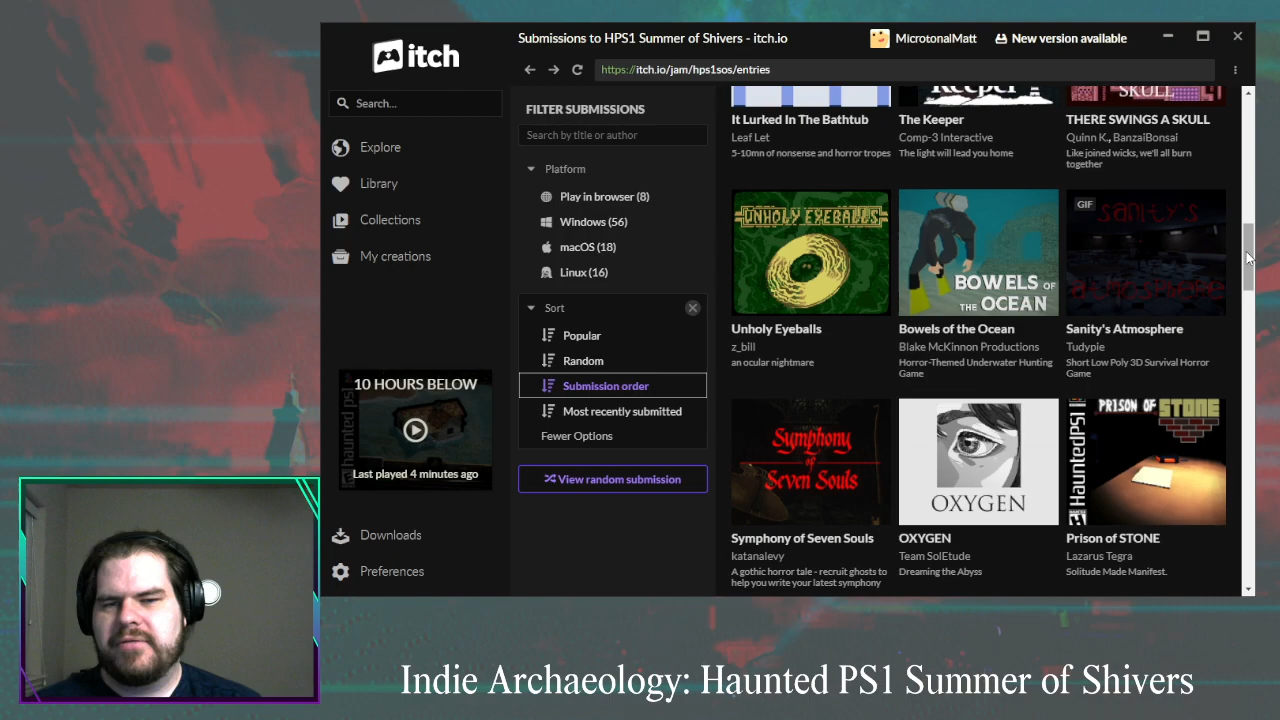 itch
Submissions to HPS1 Summer of Shivers - itch.io
MicrotonalMatt
New version available
https://itch.io/jam/hps1sos/entries
Search...
Explore
Library
Collections
My creations
10 HOURS BELOW
haunted ps1
Last played 4 minutes ago
Downloads
Preferences
FILTER SUBMISSIONS
Search by title or author
Platform
Play in browser (8)
Windows (56)
macOS (18)
Linux (16)
Sort
Popular
Random
Submission order
Most recently submitted
Fewer Options
View random submission
Keeper
SKULL
It Lurked In The Bathtub
Leaf Let
5-10mn of nonsense and horror tropes
The Keeper
Comp-3 Interactive
The light will lead you home
THERE SWINGS A SKULL
Quinn K., BanzaiBonsai
Like joined wicks, we'll all burn
together
UNHOLY EYEBALLS
Unholy Eyeballs
z_bill
an ocular nightmare
BOWELS OF
THE OCEAN
Bowels of the Ocean
Blake McKinnon Productions
Horror-Themed Underwater Hunting
Game
GIF
sanity's
atmosphere
Sanity's Atmosphere
Tudypie
Short Low Poly 3D Survival Horror
Game
Symphony
of
Seven Souls
Symphony of Seven Souls
katanalevy
A gothic horror tale - recruit ghosts to
help you write your latest symphony
OXYGEN
OXYGEN
Team SolEtude
Dreaming the Abyss
PRISON OF
STONE
HauntedPS1
Prison of STONE
Lazarus Tegra
Solitude Made Manifest.
Indie Archaeology: Haunted PS1 Summer of Shivers